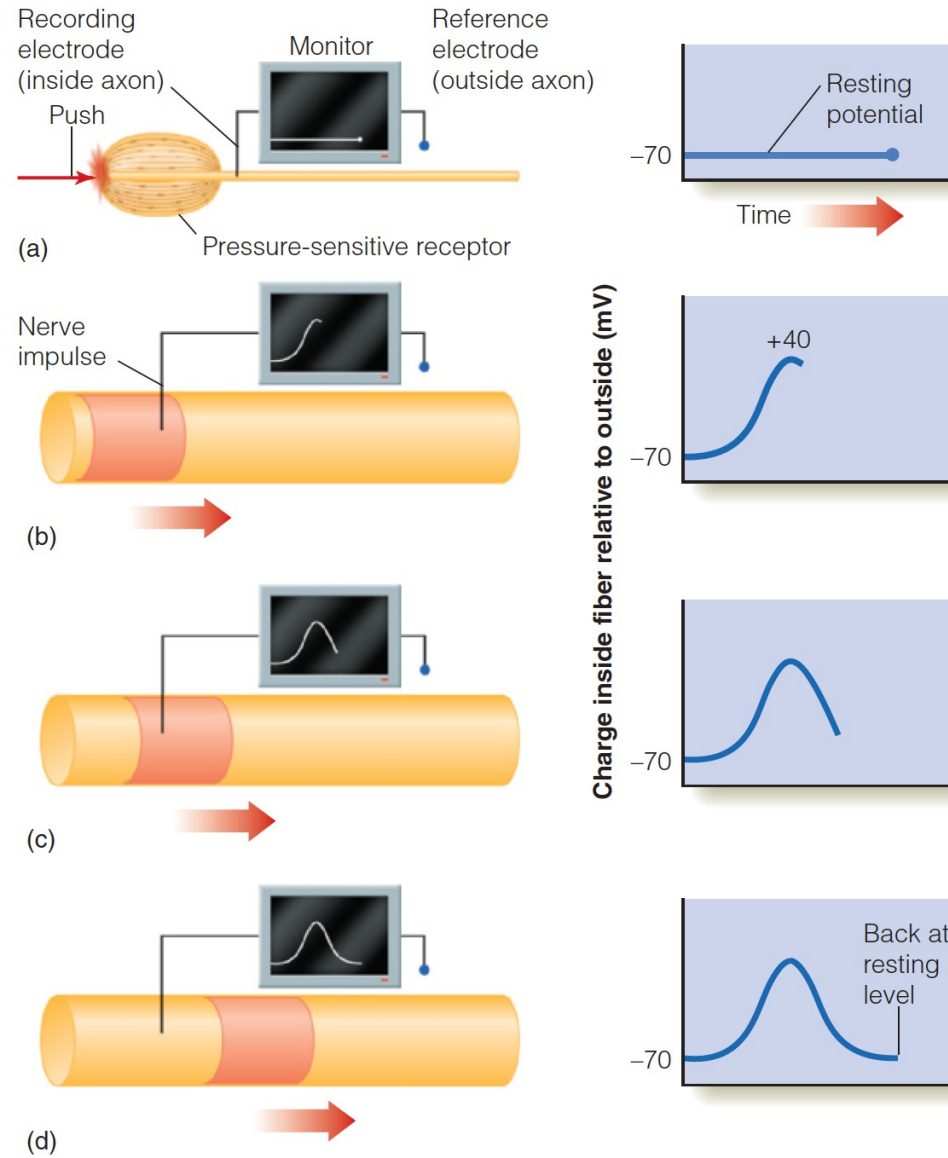 Recording
electrode
(inside axon)
Monitor
Reference
electrode
(outside axon)
Push
Pressure-sensitive receptor
(a)
Resting
potential
–70
Time
Nerve
impulse
(b)
+40
–70
Charge inside fiber relative to outside (mV)
(c)
–70
(d)
Back at
resting
level
–70